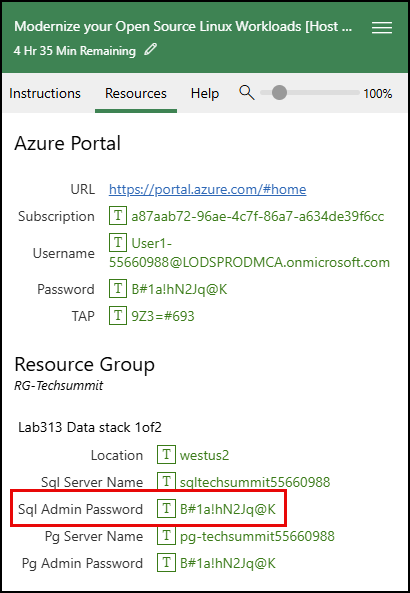 Modernize your Open Source Linux Workloads [Host ...
4 Hr 35 Min Remaining
Instructions Resources Help 100%
Azure Portal
URL https://portal.azure.com/#home
Subscription T a87aab72-96ae-4c7f-86a7-a634de39f6cc
Username T User1-
55660988@LODSPRODMCA.onmicrosoft.com
Password T B#1a!hN2Jq@K
TAP T 9Z3=#693
Resource Group
RG-Techsummit
Lab313 Data stack 1of2
Location T westus2
Sql Server Name T sqltechsummit55660988
Sql Admin Password T B#1a!hN2Jq@K
Pg Server Name T pg-techsummit55660988
Pg Admin Password T B#1a!hN2Jq@K